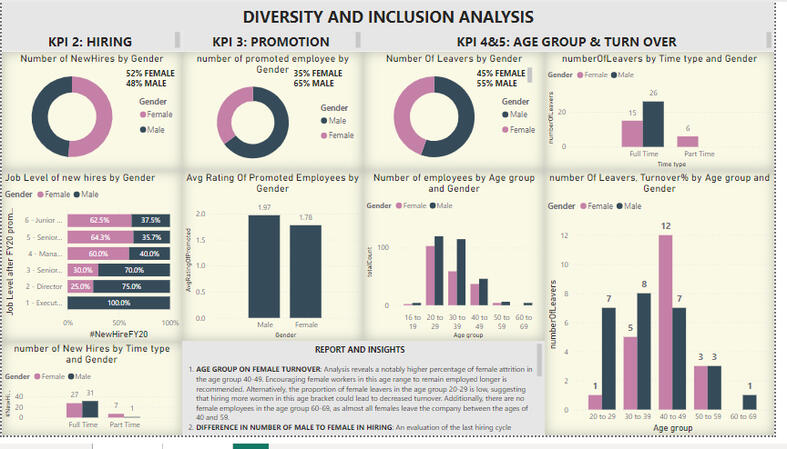 DIVERSITY AND INCLUSION ANALYSIS
KPI 2: HIRING
KPI 3: PROMOTION
KPI 4&5: AGE GROUP & TURN OVER
Number of NewHires by Gender
52% FEMALE
48% MALE
Gender
Female
Male
number of promoted employee by
Gender
35% FEMALE
65% MALE
Gender
Male
Female
Number Of Leavers by Gender
45% FEMALE
55% MALE
Gender
Male
Female
numberOfLeavers by Time type and Gender
Gender Female Male
numberOfLeavers
20
0
15
26
6
Full Time
Part Time
Time type
Job Level of new hires by Gender
Gender Female Male
Job Level after FY20 prom...
6 - Junior ...
62.5%
37.5%
5 - Senior...
64.3%
35.7%
4 - Mana...
60.0%
40.0%
3 - Senior...
30.0%
70.0%
2 - Director
25.0%
75.0%
1 - Execut...
100.0%
0%
50%
100%
#NewHireFY20
Avg Rating Of Promoted Employees by
Gender
AvgRatingOfPromoted
2.0
1.5
1.0
0.5
0.0
1.97
1.78
Male
Female
Gender
Number of employees by Age group
and Gender
Gender Female Male
totalCount
100
0
16 to
19
20 to
29
30 to
39
40 to
49
50 to
59
60 to
69
Age group
number Of Leavers, Turnover% by Age group and
Gender
Gender Female Male
numberOfLeavers
12
10
8
6
4
2
0
1
7
5
8
12
7
3
3
1
20 to 29
30 to 39
40 to 49
50 to 59
60 to 69
Age group
number of New Hires by Time type
and Gender
Gender Female Male
40
20
0
27
31
7
1
Full Time
Part Time
REPORT AND INSIGHTS
1. AGE GROUP ON FEMALE TURNOVER: Analysis reveals a notably higher percentage of female attrition in
the age group 40-49. Encouraging female workers in this age range to remain employed longer is
recommended. Alternatively, the proportion of female leavers in the age group 20-29 is low, suggesting
that hiring more women in this age bracket could lead to decreased turnover. Additionally, there are no
female employees in the age group 60-69, as almost all females leave the company between the ages of
40 and 59.
2. DIFFERENCE IN NUMBER OF MALE TO FEMALE IN HIRING: An evaluation of the last hiring cycle